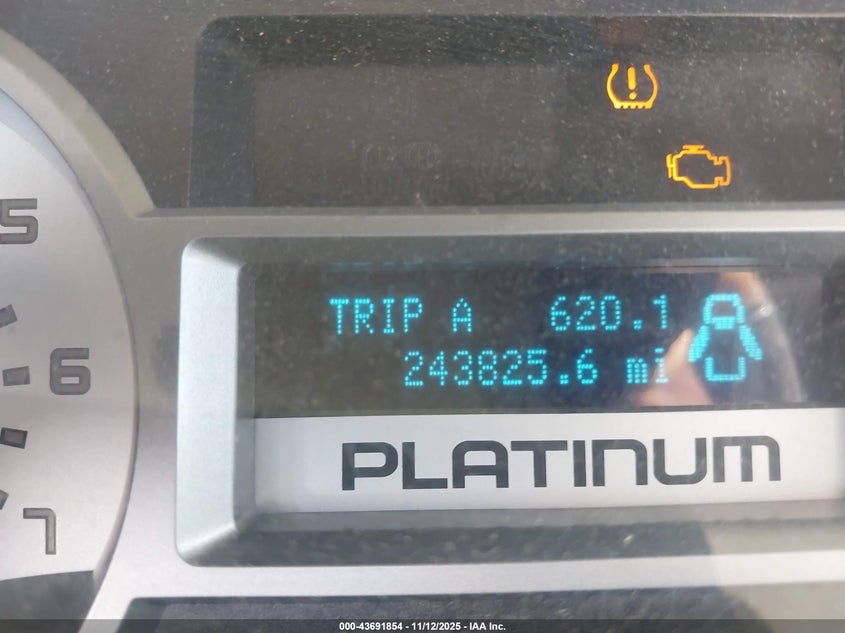 5
6
7
TRIP A 620.1
243825.6 mi
PLATINUM
000-43691854 - 11/12/2025 - IAA Inc.